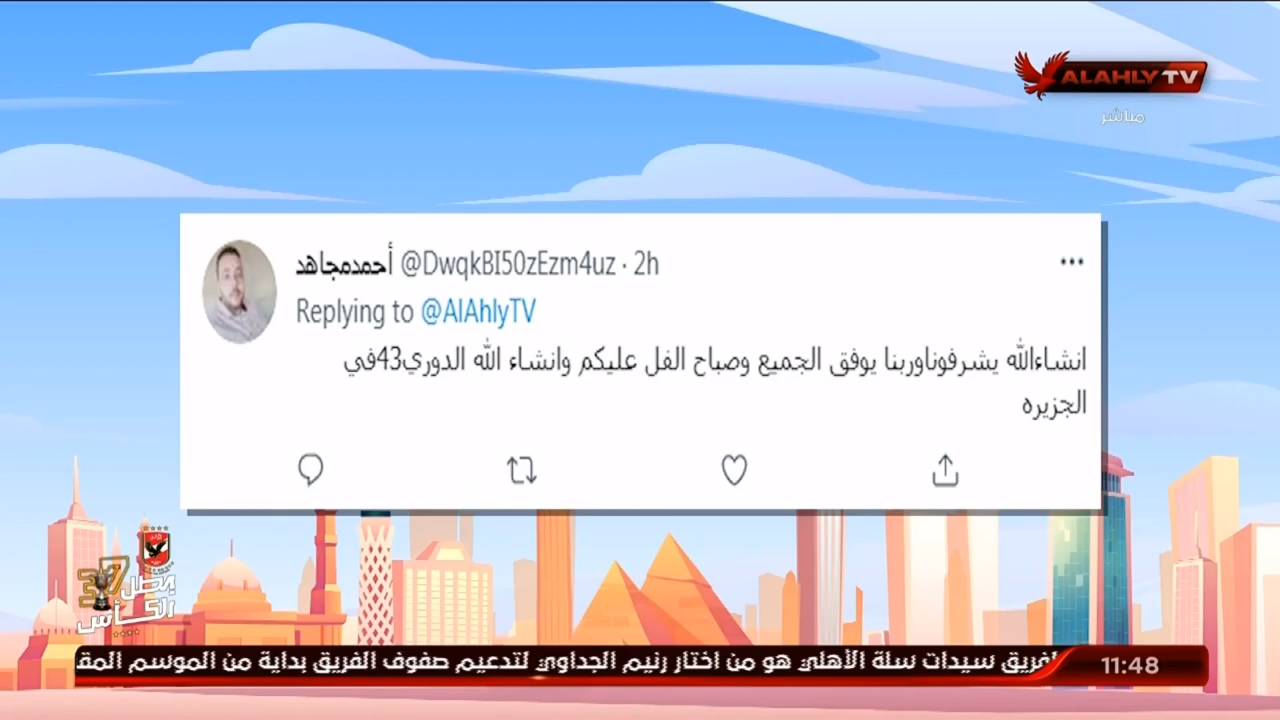 ALAHLY TV
مباشر
أحمدمجاهد @DwqkBI50zEzm4uz · 2h
Replying to @AlAhlyTV
انشاءالله يشرفوناوربنا يوفق الجميع وصباح الفل عليكم وانشاء الله الدوري43في
الجزيره
37
بطل
الكأس
لفريق سيدات سلة الأهلي هو من اختار رنيم الجداوي لتدعيم صفوف الفريق بداية من الموسم المق
11:48